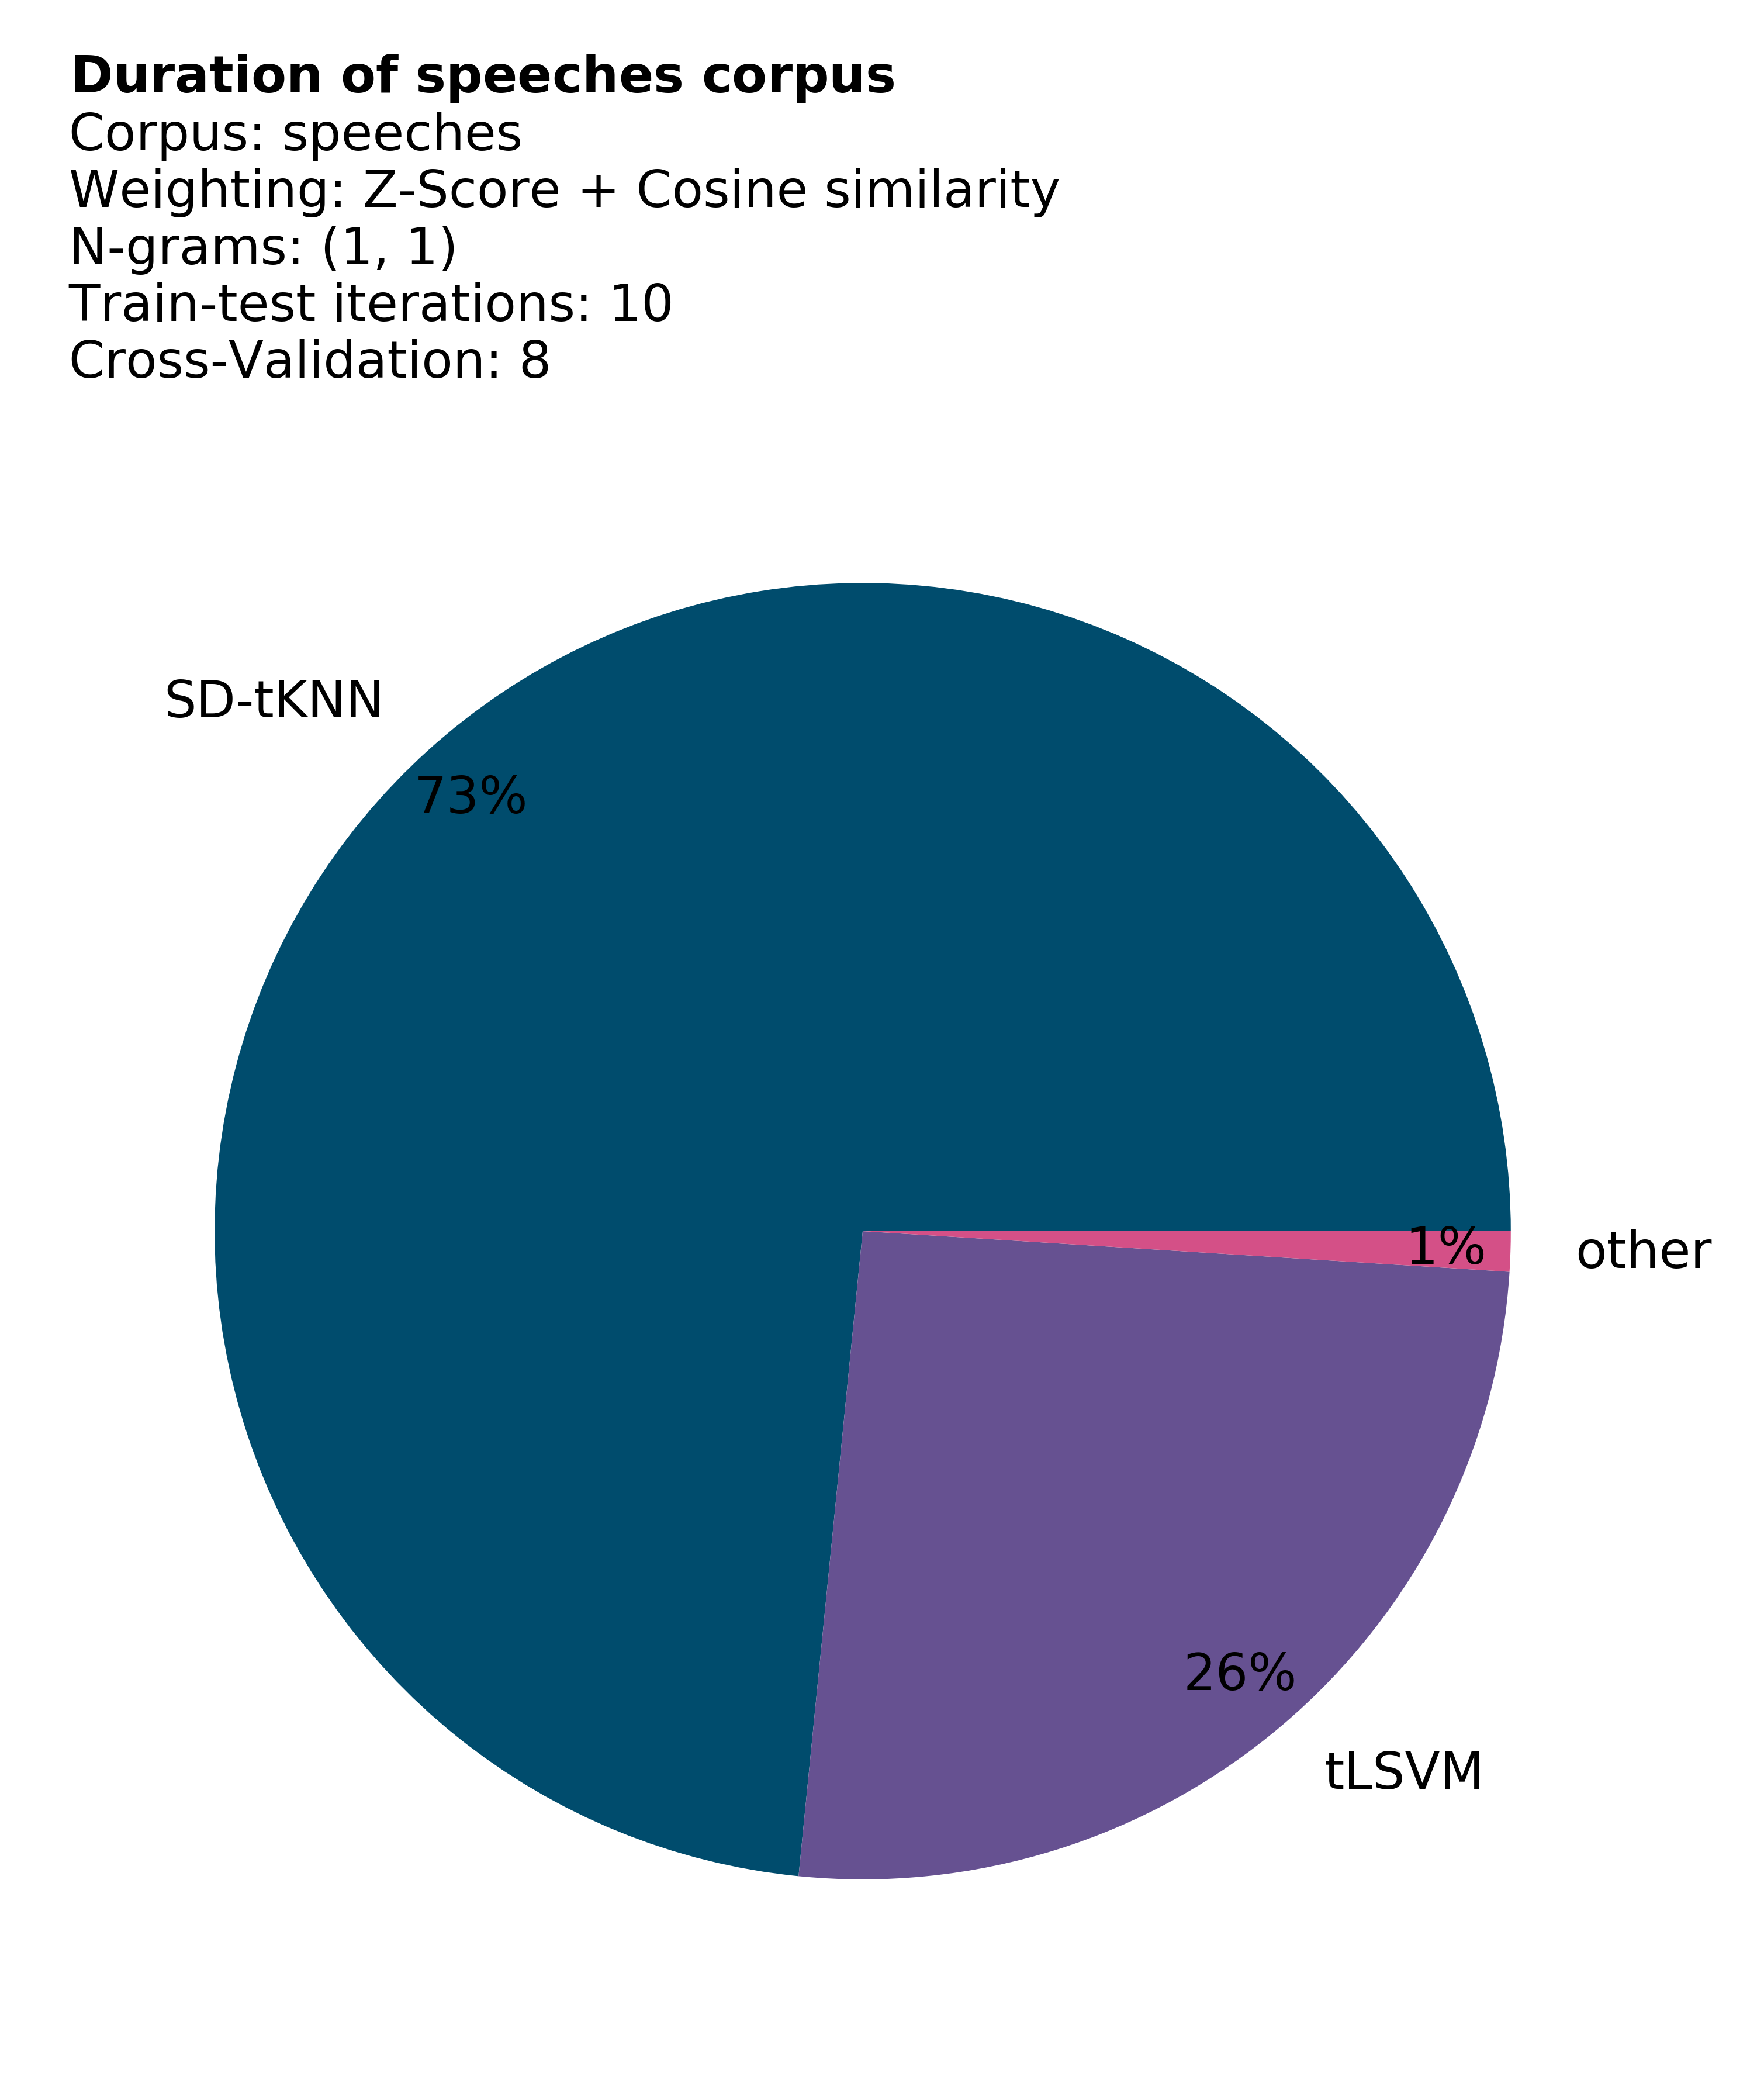 Duration of speeches corpus
Corpus: speeches
Weighting: Z-Score + Cosine similarity
N-grams: (1, 1)
Train-test iterations: 10
Cross-Validation: 8
SD-tKNN
73%
1%
other
26%
tLSVM